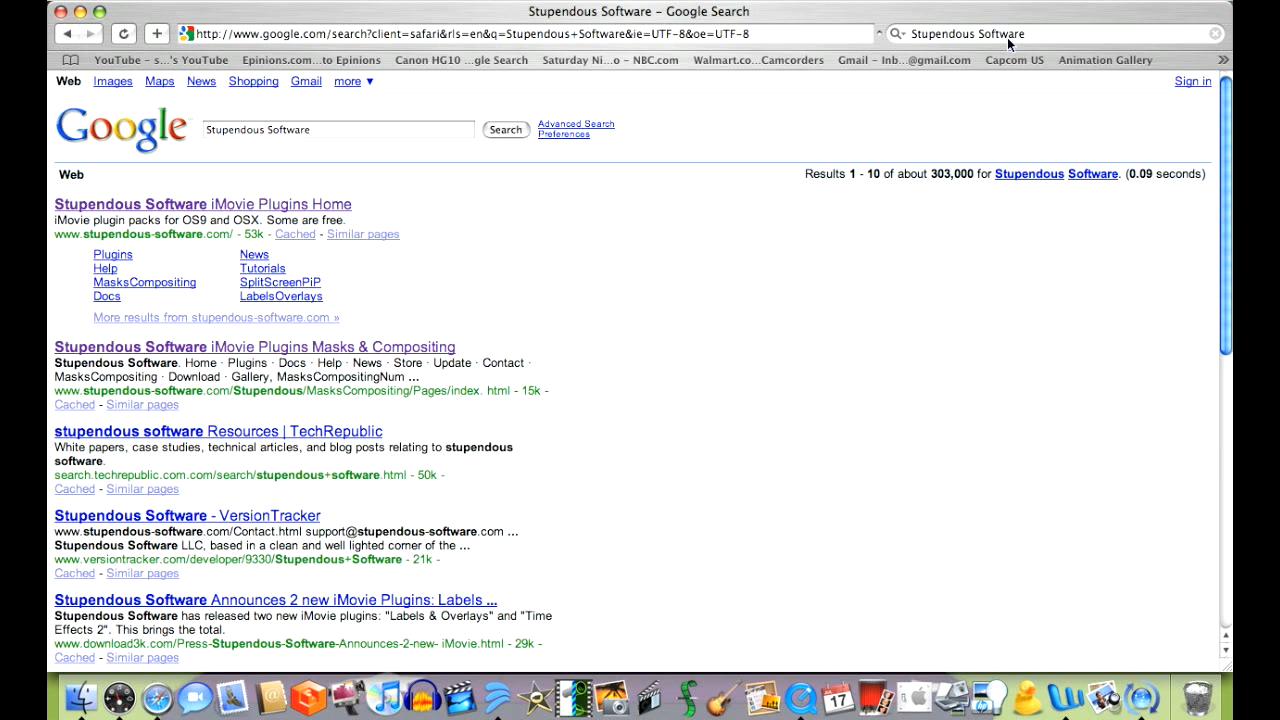 Stupendous Software – Google Search
http://www.google.com/search?client=safari&rls=en&q=Stupendous+Software&ie=UTF-8&oe=UTF-8
Stupendous Software
YouTube – s...'s YouTube Epinions.com...to Epinions Canon HG10 ...gle Search Saturday Ni...o – NBC.com Walmart.co...Camcorders Gmail – Inb...@gmail.com Capcom US Animation Gallery
Web Images Maps News Shopping Gmail more ▼ Sign in
Google
Stupendous Software
Search
Advanced Search
Preferences
Web
Results 1 - 10 of about 303,000 for Stupendous Software. (0.09 seconds)
Stupendous Software iMovie Plugins Home
iMovie plugin packs for OS9 and OSX. Some are free.
www.stupendous-software.com/ - 53k - Cached - Similar pages
Plugins News
Help Tutorials
MasksCompositing SplitScreenPiP
Docs LabelsOverlays
More results from stupendous-software.com »
Stupendous Software iMovie Plugins Masks & Compositing
Stupendous Software. Home · Plugins · Docs · Help · News · Store · Update · Contact ·
MasksCompositing · Download · Gallery, MasksCompositingNum ...
www.stupendous-software.com/Stupendous/MasksCompositing/Pages/index. html - 15k -
Cached - Similar pages
stupendous software Resources | TechRepublic
White papers, case studies, technical articles, and blog posts relating to stupendous
software.
search.techrepublic.com.com/search/stupendous+software.html - 50k -
Cached - Similar pages
Stupendous Software - VersionTracker
www.stupendous-software.com/Contact.html support@stupendous-software.com ...
Stupendous Software LLC, based in a clean and well lighted corner of the ...
www.versiontracker.com/developer/9330/Stupendous+Software - 21k -
Cached - Similar pages
Stupendous Software Announces 2 new iMovie Plugins: Labels ...
Stupendous Software has released two new iMovie plugins: "Labels & Overlays" and "Time
Effects 2". This brings the total.
www.download3k.com/Press-Stupendous-Software-Announces-2-new- iMovie.html - 29k -
Cached - Similar pages
17